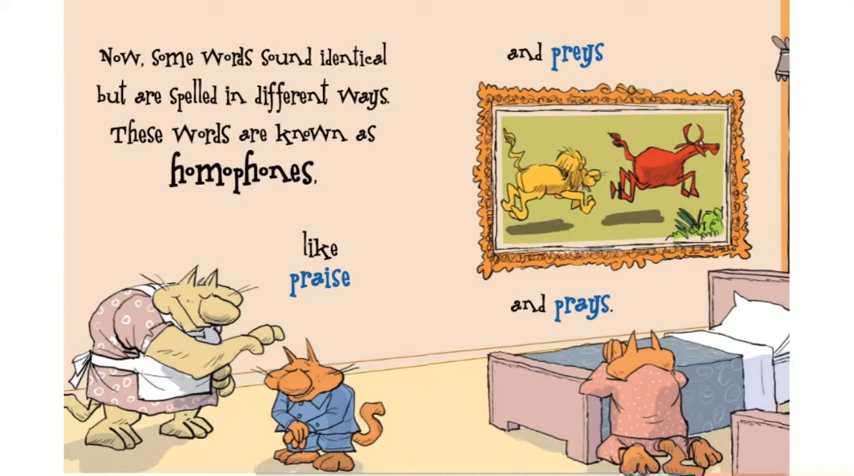 Now, some words sound identical
but are spelled in different ways.
These words are known as
homophones,
like
praise
and preys
and prays.